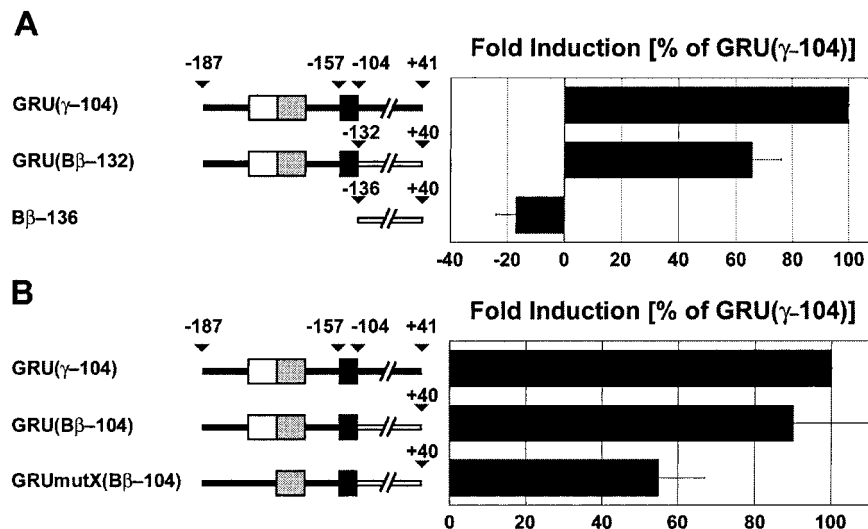 A
Fold Induction [% of GRU(γ-104)]
-187 -157 -104 +41
GRU(γ-104)
-132 +40
GRU(Bβ-132)
-136 +40
Bβ-136
-40 -20 0 20 40 60 80 100
B
Fold Induction [% of GRU(γ-104)]
-187 -157 -104 +41
GRU(γ-104)
+40
GRU(Bβ-104)
+40
GRUmutX(Bβ-104)
0 20 40 60 80 100